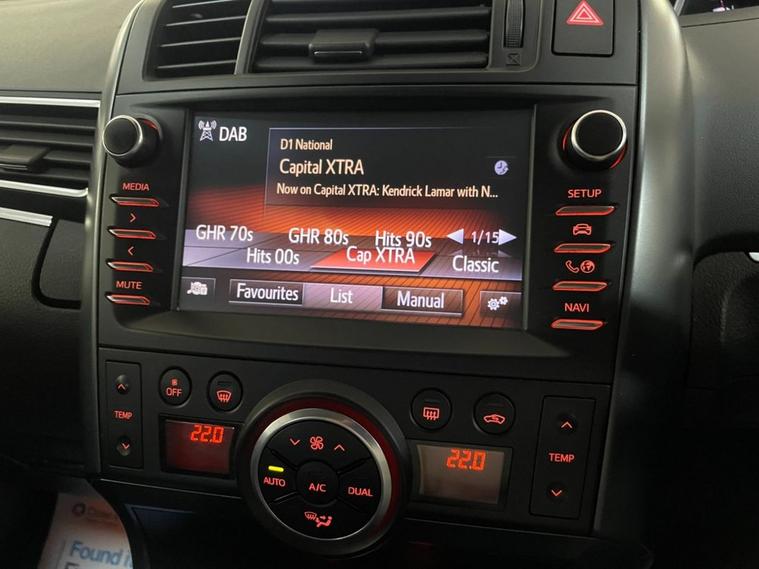 DAB
D1 National
Capital XTRA
Now on Capital XTRA: Kendrick Lamar with N...
GHR 70s GHR 80s Hits 90s 1/15
Hits 00s Cap XTRA Classic
Favourites List Manual
MEDIA
MUTE
SETUP
NAVI
OFF
TEMP
22.0
AUTO A/C DUAL
22.0
TEMP
Found